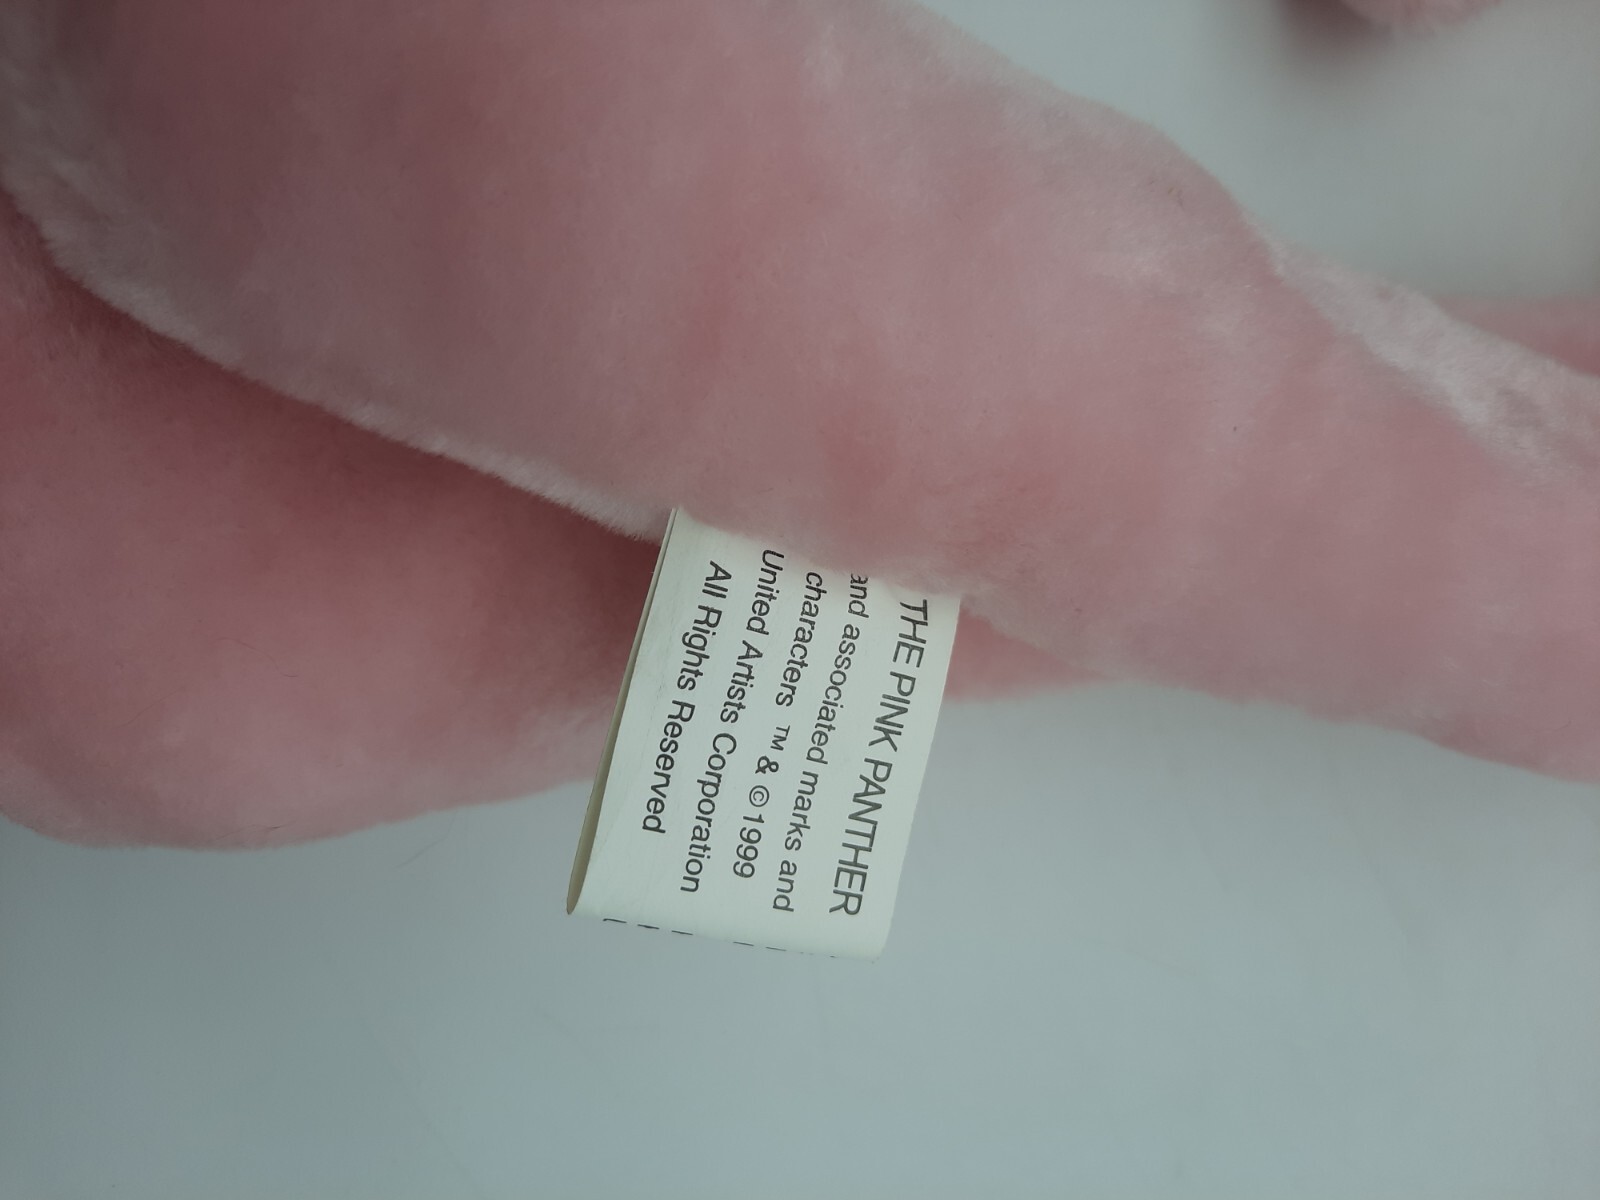 THE PINK PANTHER
and associated marks and
characters ™ & © 1999
United Artists Corporation
All Rights Reserved